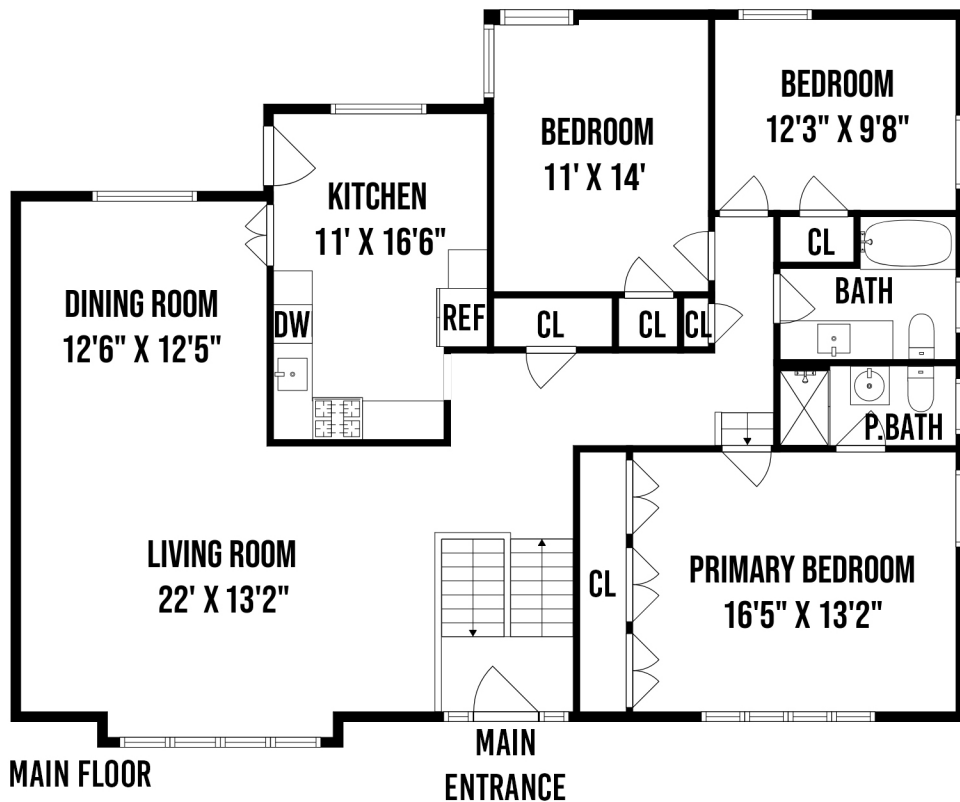 BEDROOM
12'3" X 9'8"
BEDROOM
11' X 14'
KITCHEN
11' X 16'6"
CL
BATH
DINING ROOM
12'6" X 12'5"
DW
REF
CL
CL
CL
P.BATH
LIVING ROOM
22' X 13'2"
CL
PRIMARY BEDROOM
16'5" X 13'2"
MAIN
ENTRANCE
MAIN FLOOR